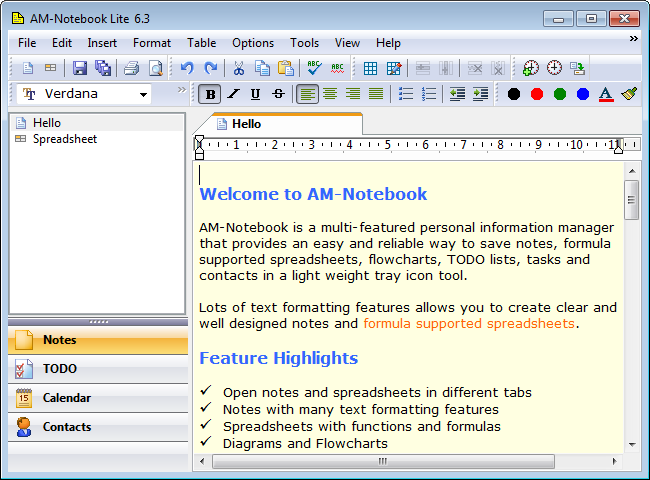 AM-Notebook Lite 6.3
File Edit Insert Format Table Options Tools View Help »
ABC ABC
Verdana » B I U S A
Hello
Spreadsheet
Hello
1 2 3 4 5 6 7 8 9 10 11
Welcome to AM-Notebook
AM-Notebook is a multi-featured personal information manager
that provides an easy and reliable way to save notes, formula
supported spreadsheets, flowcharts, TODO lists, tasks and
contacts in a light weight tray icon tool.
Lots of text formatting features allows you to create clear and
well designed notes and formula supported spreadsheets.
Feature Highlights
✓ Open notes and spreadsheets in different tabs
✓ Notes with many text formatting features
✓ Spreadsheets with functions and formulas
✓ Diagrams and Flowcharts
Notes
TODO
15 Calendar
Contacts